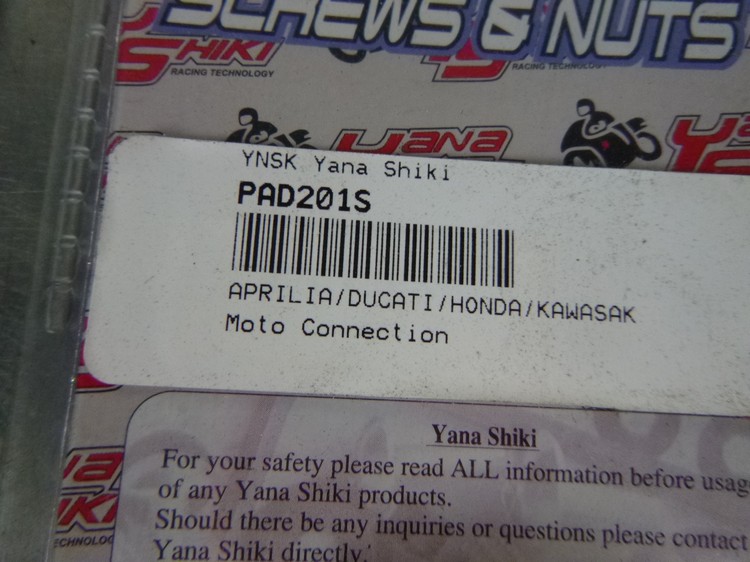 SCREWS & NUTS
SHIKI
RACING TECHNOLOGY
RACING TECHNOLOGY
YANA
YNSK Yana Shiki
PAD201S
APRILIA/DUCATI/HONDA/KAWASAK
Moto Connection
Yana Shiki
For your safety please read ALL information before usag
of any Yana Shiki products.
Should there be any inquiries or questions please contact
Yana Shiki directly.